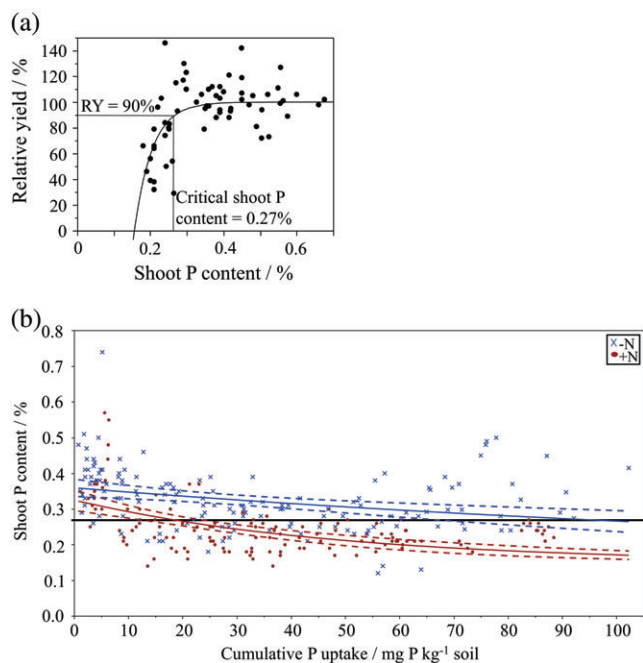 (a)
Relative yield / %
140
120
100
80
60
40
20
0
RY = 90%
Critical shoot P
content = 0.27%
0 0.2 0.4 0.6
Shoot P content / %
(b)
Shoot P content / %
0.8
0.7
0.6
0.5
0.4
0.3
0.2
0.1
0.0
-N
+N
0 10 20 30 40 50 60 70 80 90 100
Cumulative P uptake / mg P kg⁻¹ soil